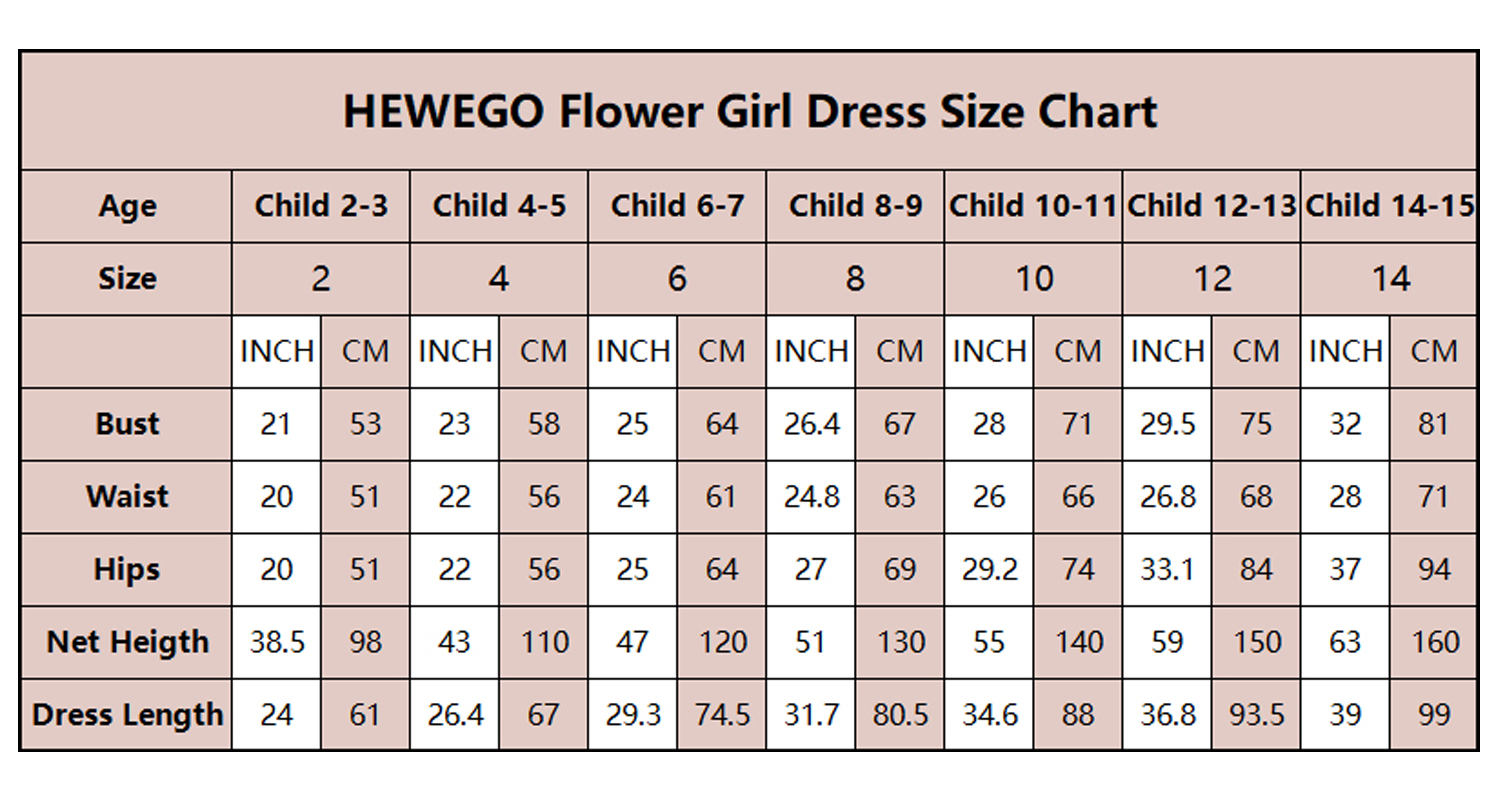 HEWEGO Flower Girl Dress Size Chart
Age Child 2-3 Child 4-5 Child 6-7 Child 8-9 Child 10-11 Child 12-13 Child 14-15
Size 2 4 6 8 10 12 14
INCH CM INCH CM INCH CM INCH CM INCH CM INCH CM INCH CM
Bust 21 53 23 58 25 64 26.4 67 28 71 29.5 75 32 81
Waist 20 51 22 56 24 61 24.8 63 26 66 26.8 68 28 71
Hips 20 51 22 56 25 64 27 69 29.2 74 33.1 84 37 94
Net Heigth 38.5 98 43 110 47 120 51 130 55 140 59 150 63 160
Dress Length 24 61 26.4 67 29.3 74.5 31.7 80.5 34.6 88 36.8 93.5 39 99